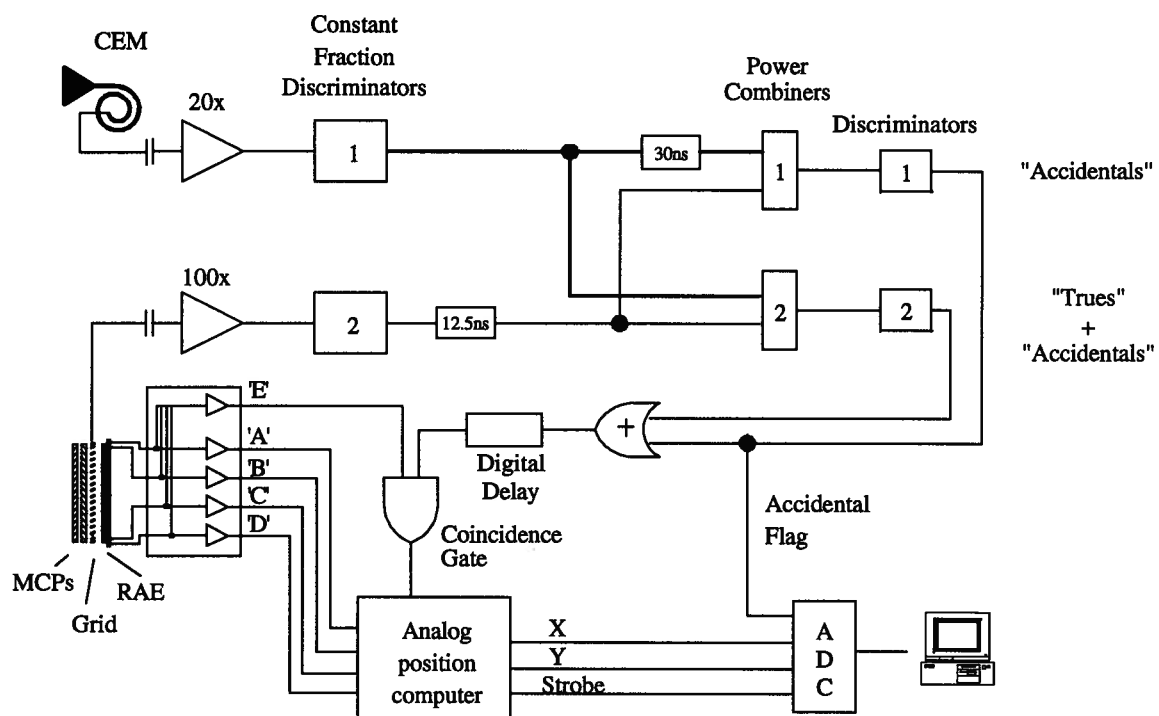 CEM
Constant
Fraction
Discriminators
20x
1
30ns
Power
Combiners
1
Discriminators
1
"Accidentals"
100x
2
12.5ns
2
2
"Trues"
+
"Accidentals"
'E'
'A'
'B'
'C'
'D'
MCPs
Grid
RAE
+
Digital
Delay
Coincidence
Gate
Accidental
Flag
Analog
position
computer
X
Y
Strobe
A
D
C